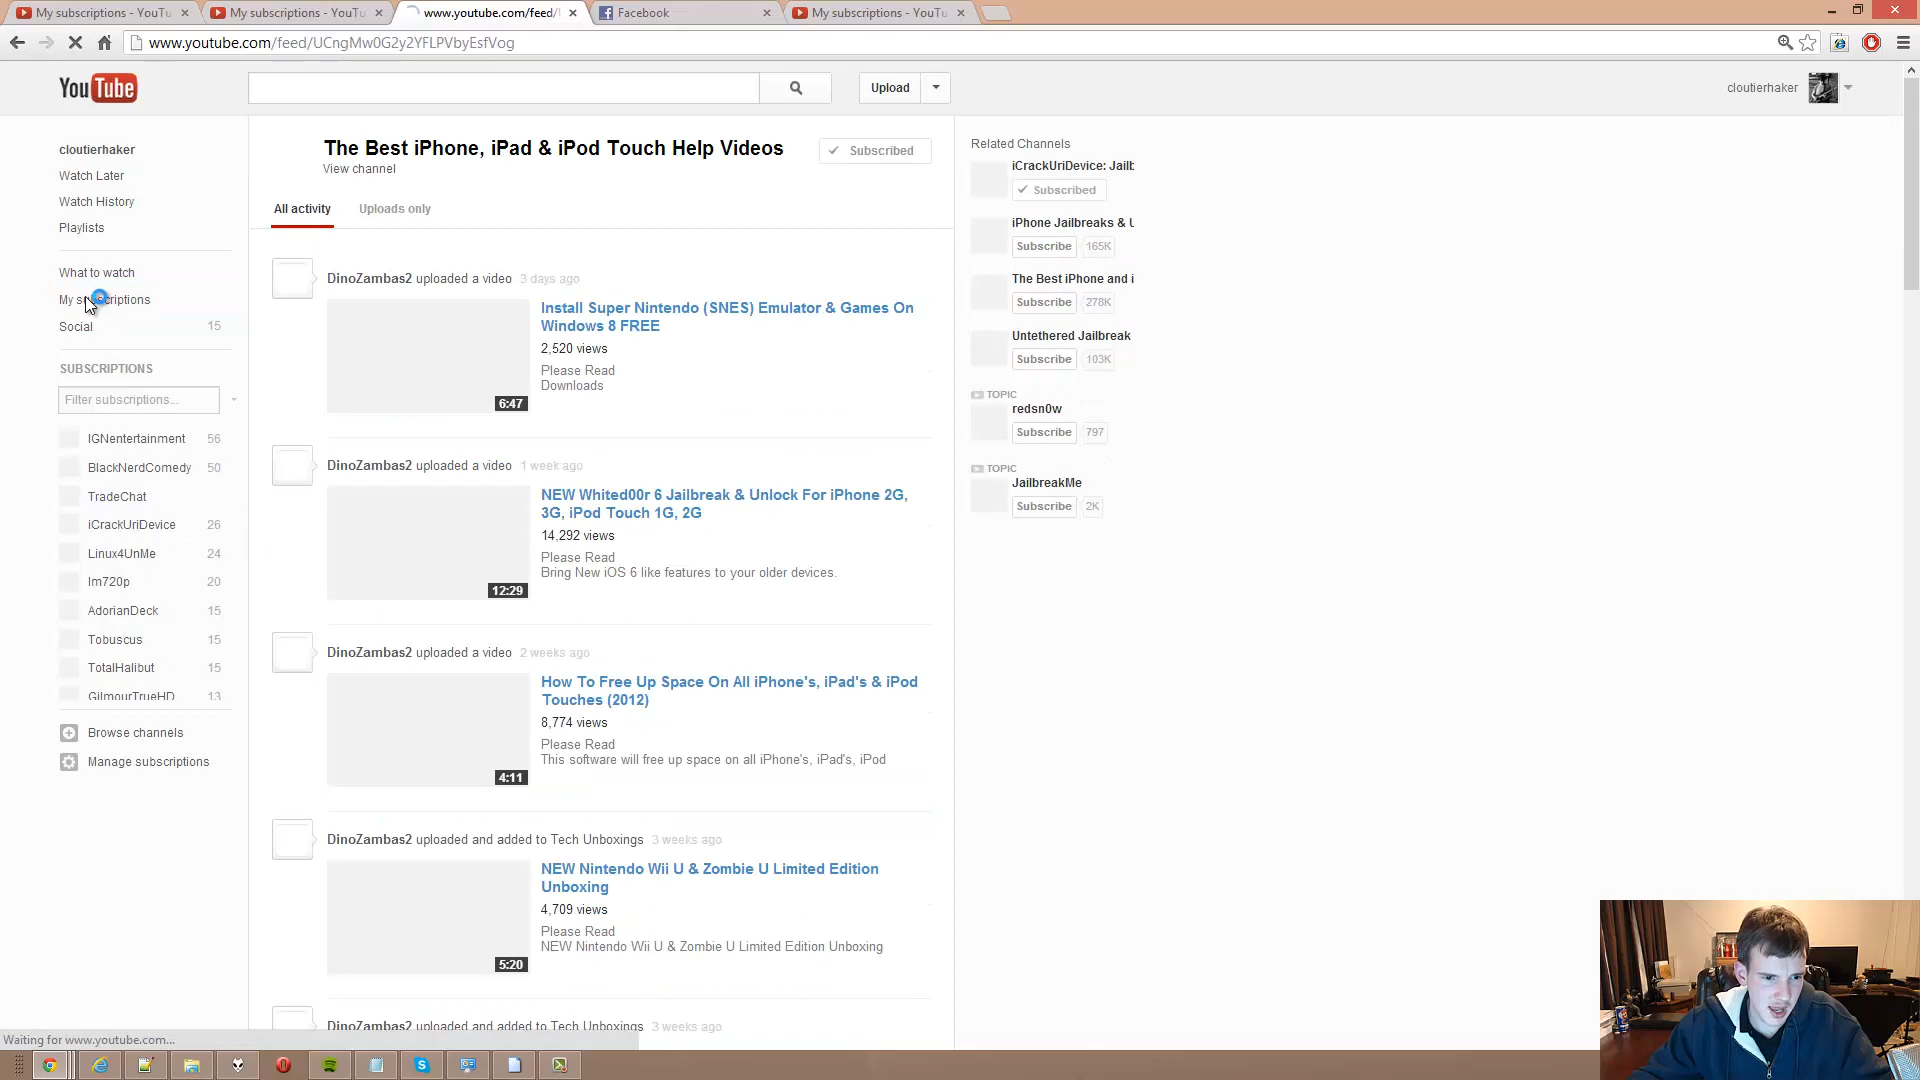 My subscriptions - YouTu
My subscriptions - YouTu
www.youtube.com/feed/
Facebook
My subscriptions - YouTu
www.youtube.com/feed/UCngMw0G2y2YFLPVbyEsfVog
YouTube
Upload
cloutierhaker
cloutierhaker
Watch Later
Watch History
Playlists
What to watch
My subscriptions
Social 15
SUBSCRIPTIONS
Filter subscriptions...
IGNentertainment 56
BlackNerdComedy 50
TradeChat
iCrackUriDevice 26
Linux4UnMe 24
lm720p 20
AdorianDeck 15
Tobuscus 15
TotalHalibut 15
GilmourTrueHD 13
Browse channels
Manage subscriptions
The Best iPhone, iPad & iPod Touch Help Videos
View channel
Subscribed
All activity
Uploads only
DinoZambas2 uploaded a video 3 days ago
Install Super Nintendo (SNES) Emulator & Games On
Windows 8 FREE
2,520 views
Please Read
Downloads
6:47
DinoZambas2 uploaded a video 1 week ago
NEW Whited00r 6 Jailbreak & Unlock For iPhone 2G,
3G, iPod Touch 1G, 2G
14,292 views
Please Read
Bring New iOS 6 like features to your older devices.
12:29
DinoZambas2 uploaded a video 2 weeks ago
How To Free Up Space On All iPhone's, iPad's & iPod
Touches (2012)
8,774 views
Please Read
This software will free up space on all iPhone's, iPad's, iPod
4:11
DinoZambas2 uploaded and added to Tech Unboxings 3 weeks ago
NEW Nintendo Wii U & Zombie U Limited Edition
Unboxing
4,709 views
Please Read
NEW Nintendo Wii U & Zombie U Limited Edition Unboxing
5:20
DinoZambas2 uploaded and added to Tech Unboxings 3 weeks ago
Related Channels
iCrackUriDevice: Jailb
Subscribed
iPhone Jailbreaks & U
Subscribe 165K
The Best iPhone and i
Subscribe 278K
Untethered Jailbreak
Subscribe 103K
TOPIC
redsn0w
Subscribe 797
TOPIC
JailbreakMe
Subscribe 2K
Waiting for www.youtube.com...